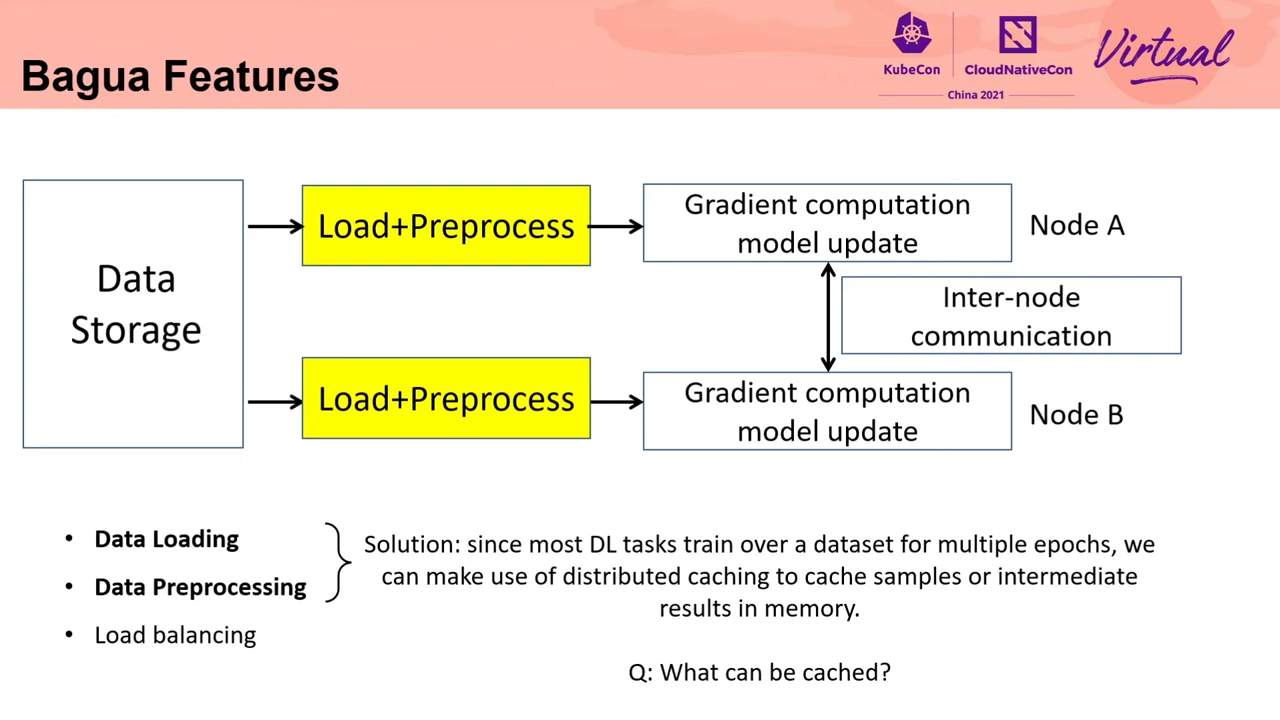 Bagua Features
KubeCon
CloudNativeCon
China 2021
Virtual
Data
Storage
Load+Preprocess
Gradient computation
model update
Node A
Inter-node
communication
Load+Preprocess
Gradient computation
model update
Node B
• Data Loading
• Data Preprocessing
• Load balancing
Solution: since most DL tasks train over a dataset for multiple epochs, we
can make use of distributed caching to cache samples or intermediate
results in memory.
Q: What can be cached?